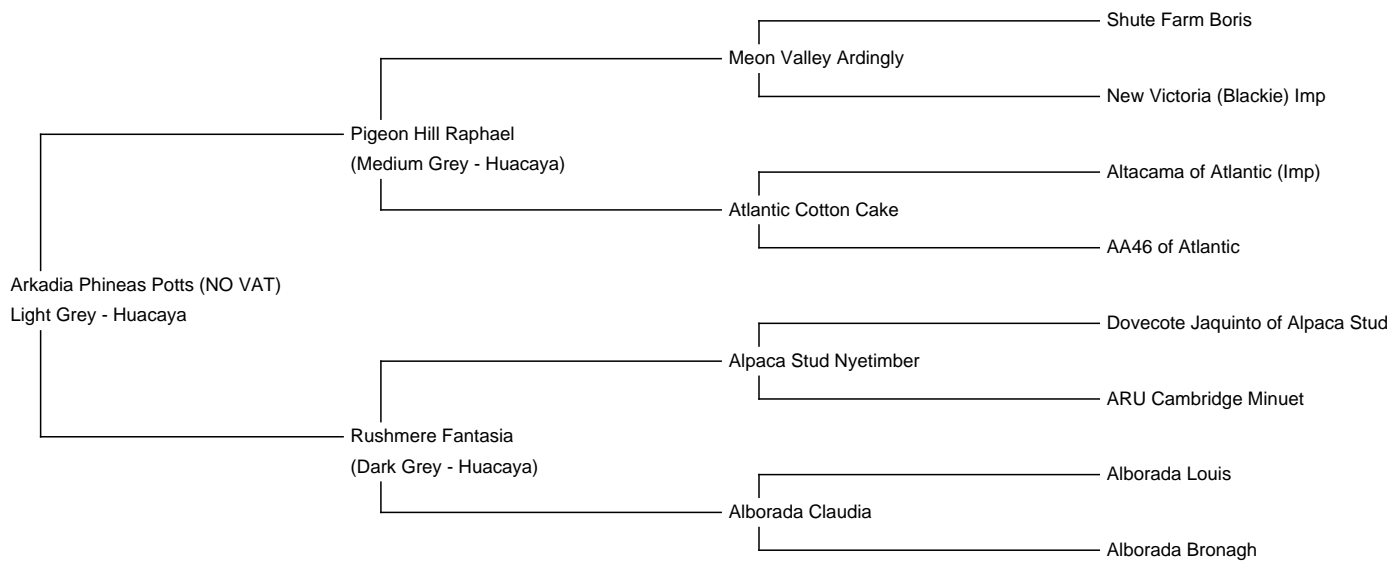 Shute Farm Boris
Meon Valley Ardingly
New Victoria (Blackie) Imp
Pigeon Hill Raphael
(Medium Grey - Huacaya)
Altacama of Atlantic (Imp)
Atlantic Cotton Cake
AA46 of Atlantic
Arkadia Phineas Potts (NO VAT)
Light Grey - Huacaya
Dovecote Jaquinto of Alpaca Stud
Alpaca Stud Nyetimber
ARU Cambridge Minuet
Rushmere Fantasia
(Dark Grey - Huacaya)
Alborada Louis
Alborada Claudia
Alborada Bronagh